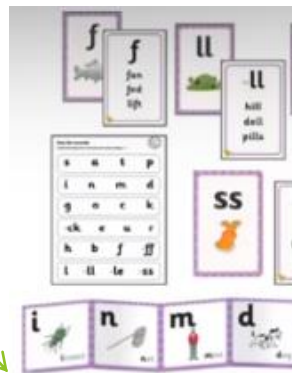 f
f
fan
fed
lift
ll
-ll
hill
doll
pills
s a t p
i n m d
g o c k
-ck e u r
h b f -ff
l -ll -le -ss
ss
i
n
m
d